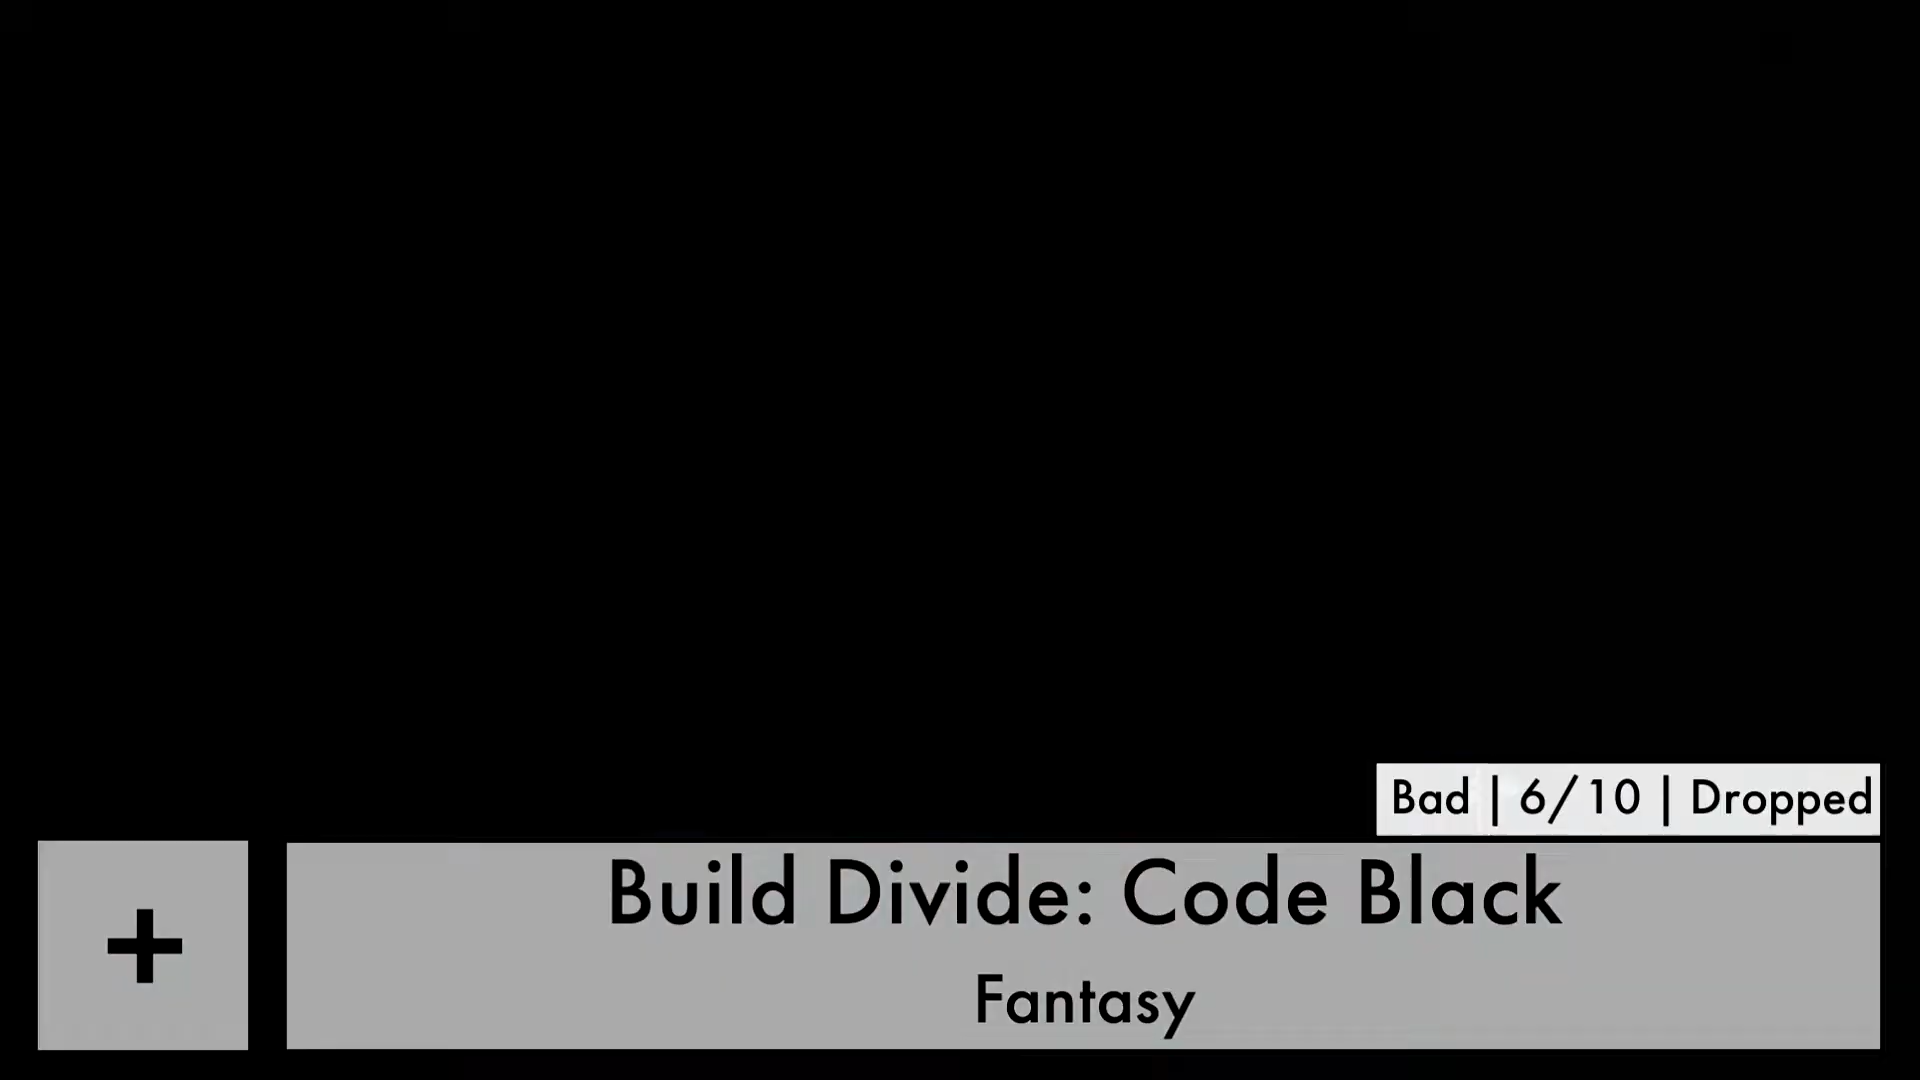 Bad | 6/10 | Dropped
Build Divide: Code Black
+
Fantasy